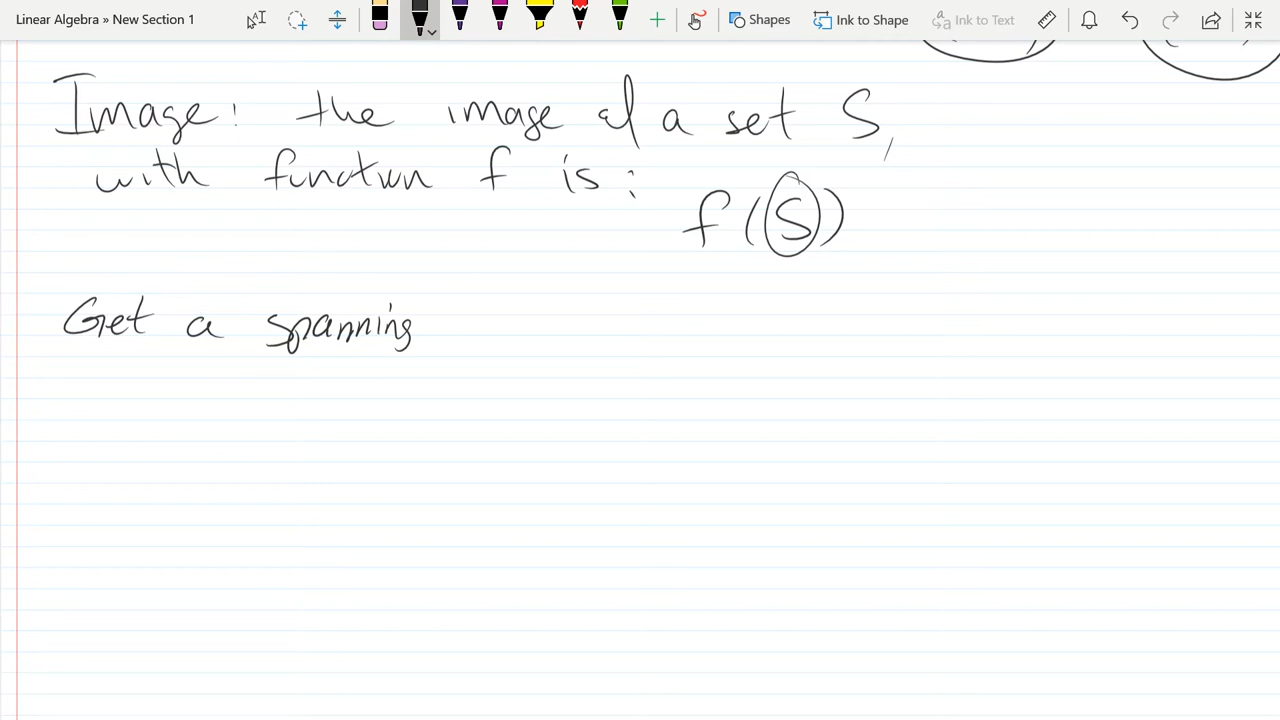 Linear Algebra » New Section 1
Shapes
Ink to Shape
Ink to Text
Image: the image of a set S,
with function f is:
f(S)
Get a spanning